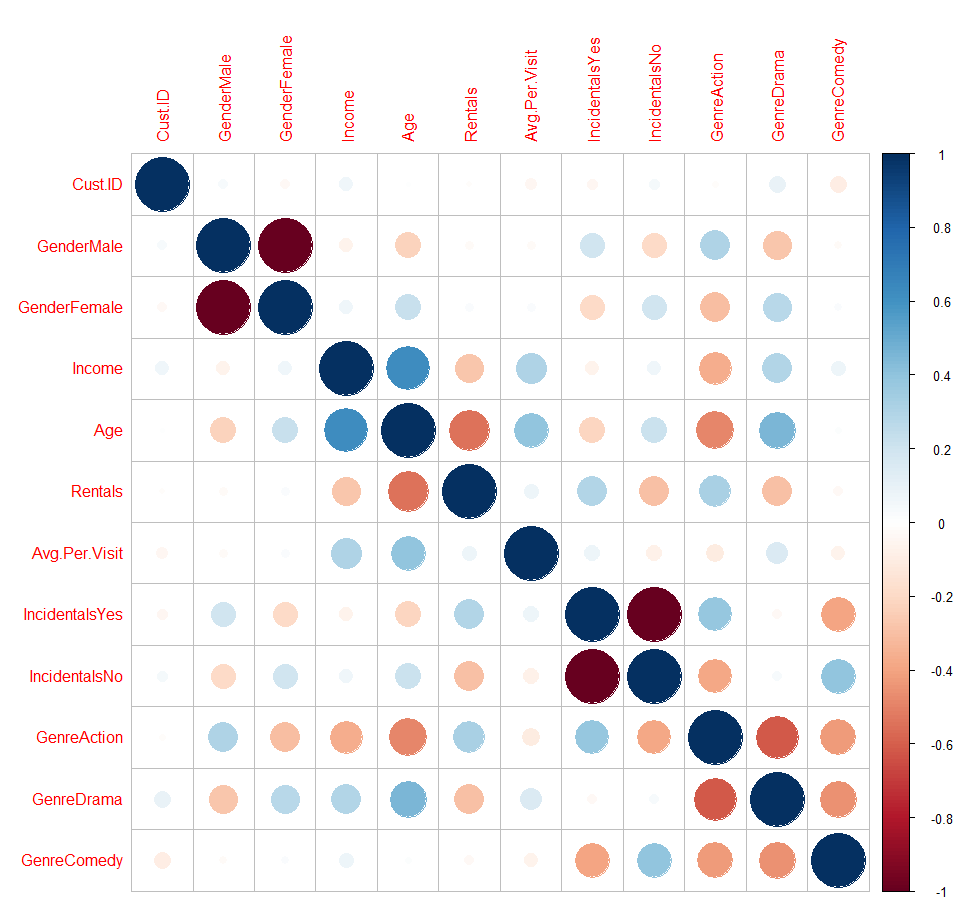 Cust.ID
GenderMale
GenderFemale
Income
Age
Rentals
Avg.Per.Visit
IncidentalsYes
IncidentalsNo
GenreAction
GenreDrama
GenreComedy
Cust.ID
GenderMale
GenderFemale
Income
Age
Rentals
Avg.Per.Visit
IncidentalsYes
IncidentalsNo
GenreAction
GenreDrama
GenreComedy
1
0.8
0.6
0.4
0.2
0
-0.2
-0.4
-0.6
-0.8
-1